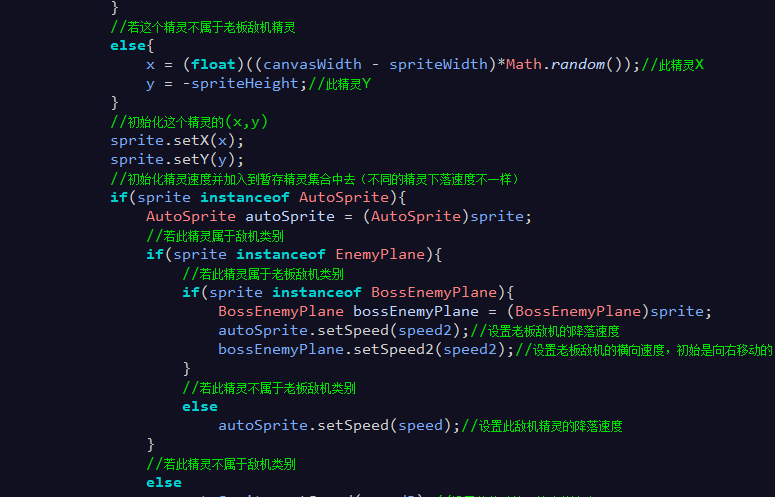 }
//若这个精灵不属于老板敌机精灵
else{
x = (float)((canvasWidth - spriteWidth)*Math.random());//此精灵X
y = -spriteHeight;//此精灵Y
}
//初始化这个精灵的(x,y)
sprite.setX(x);
sprite.setY(y);
//初始化精灵速度并加入到暂存精灵集合中去（不同的精灵下落速度不一样）
if(sprite instanceof AutoSprite){
AutoSprite autoSprite = (AutoSprite)sprite;
//若此精灵属于敌机类别
if(sprite instanceof EnemyPlane){
//若此精灵属于老板敌机类别
if(sprite instanceof BossEnemyPlane){
BossEnemyPlane bossEnemyPlane = (BossEnemyPlane)sprite;
autoSprite.setSpeed(speed2);//设置老板敌机的降落速度
bossEnemyPlane.setSpeed2(speed2);//设置老板敌机的横向速度，初始是向右移动的
}
//若此精灵不属于老板敌机类别
else
autoSprite.setSpeed(speed);//设置此敌机精灵的降落速度
}
//若此精灵不属于敌机类别
else